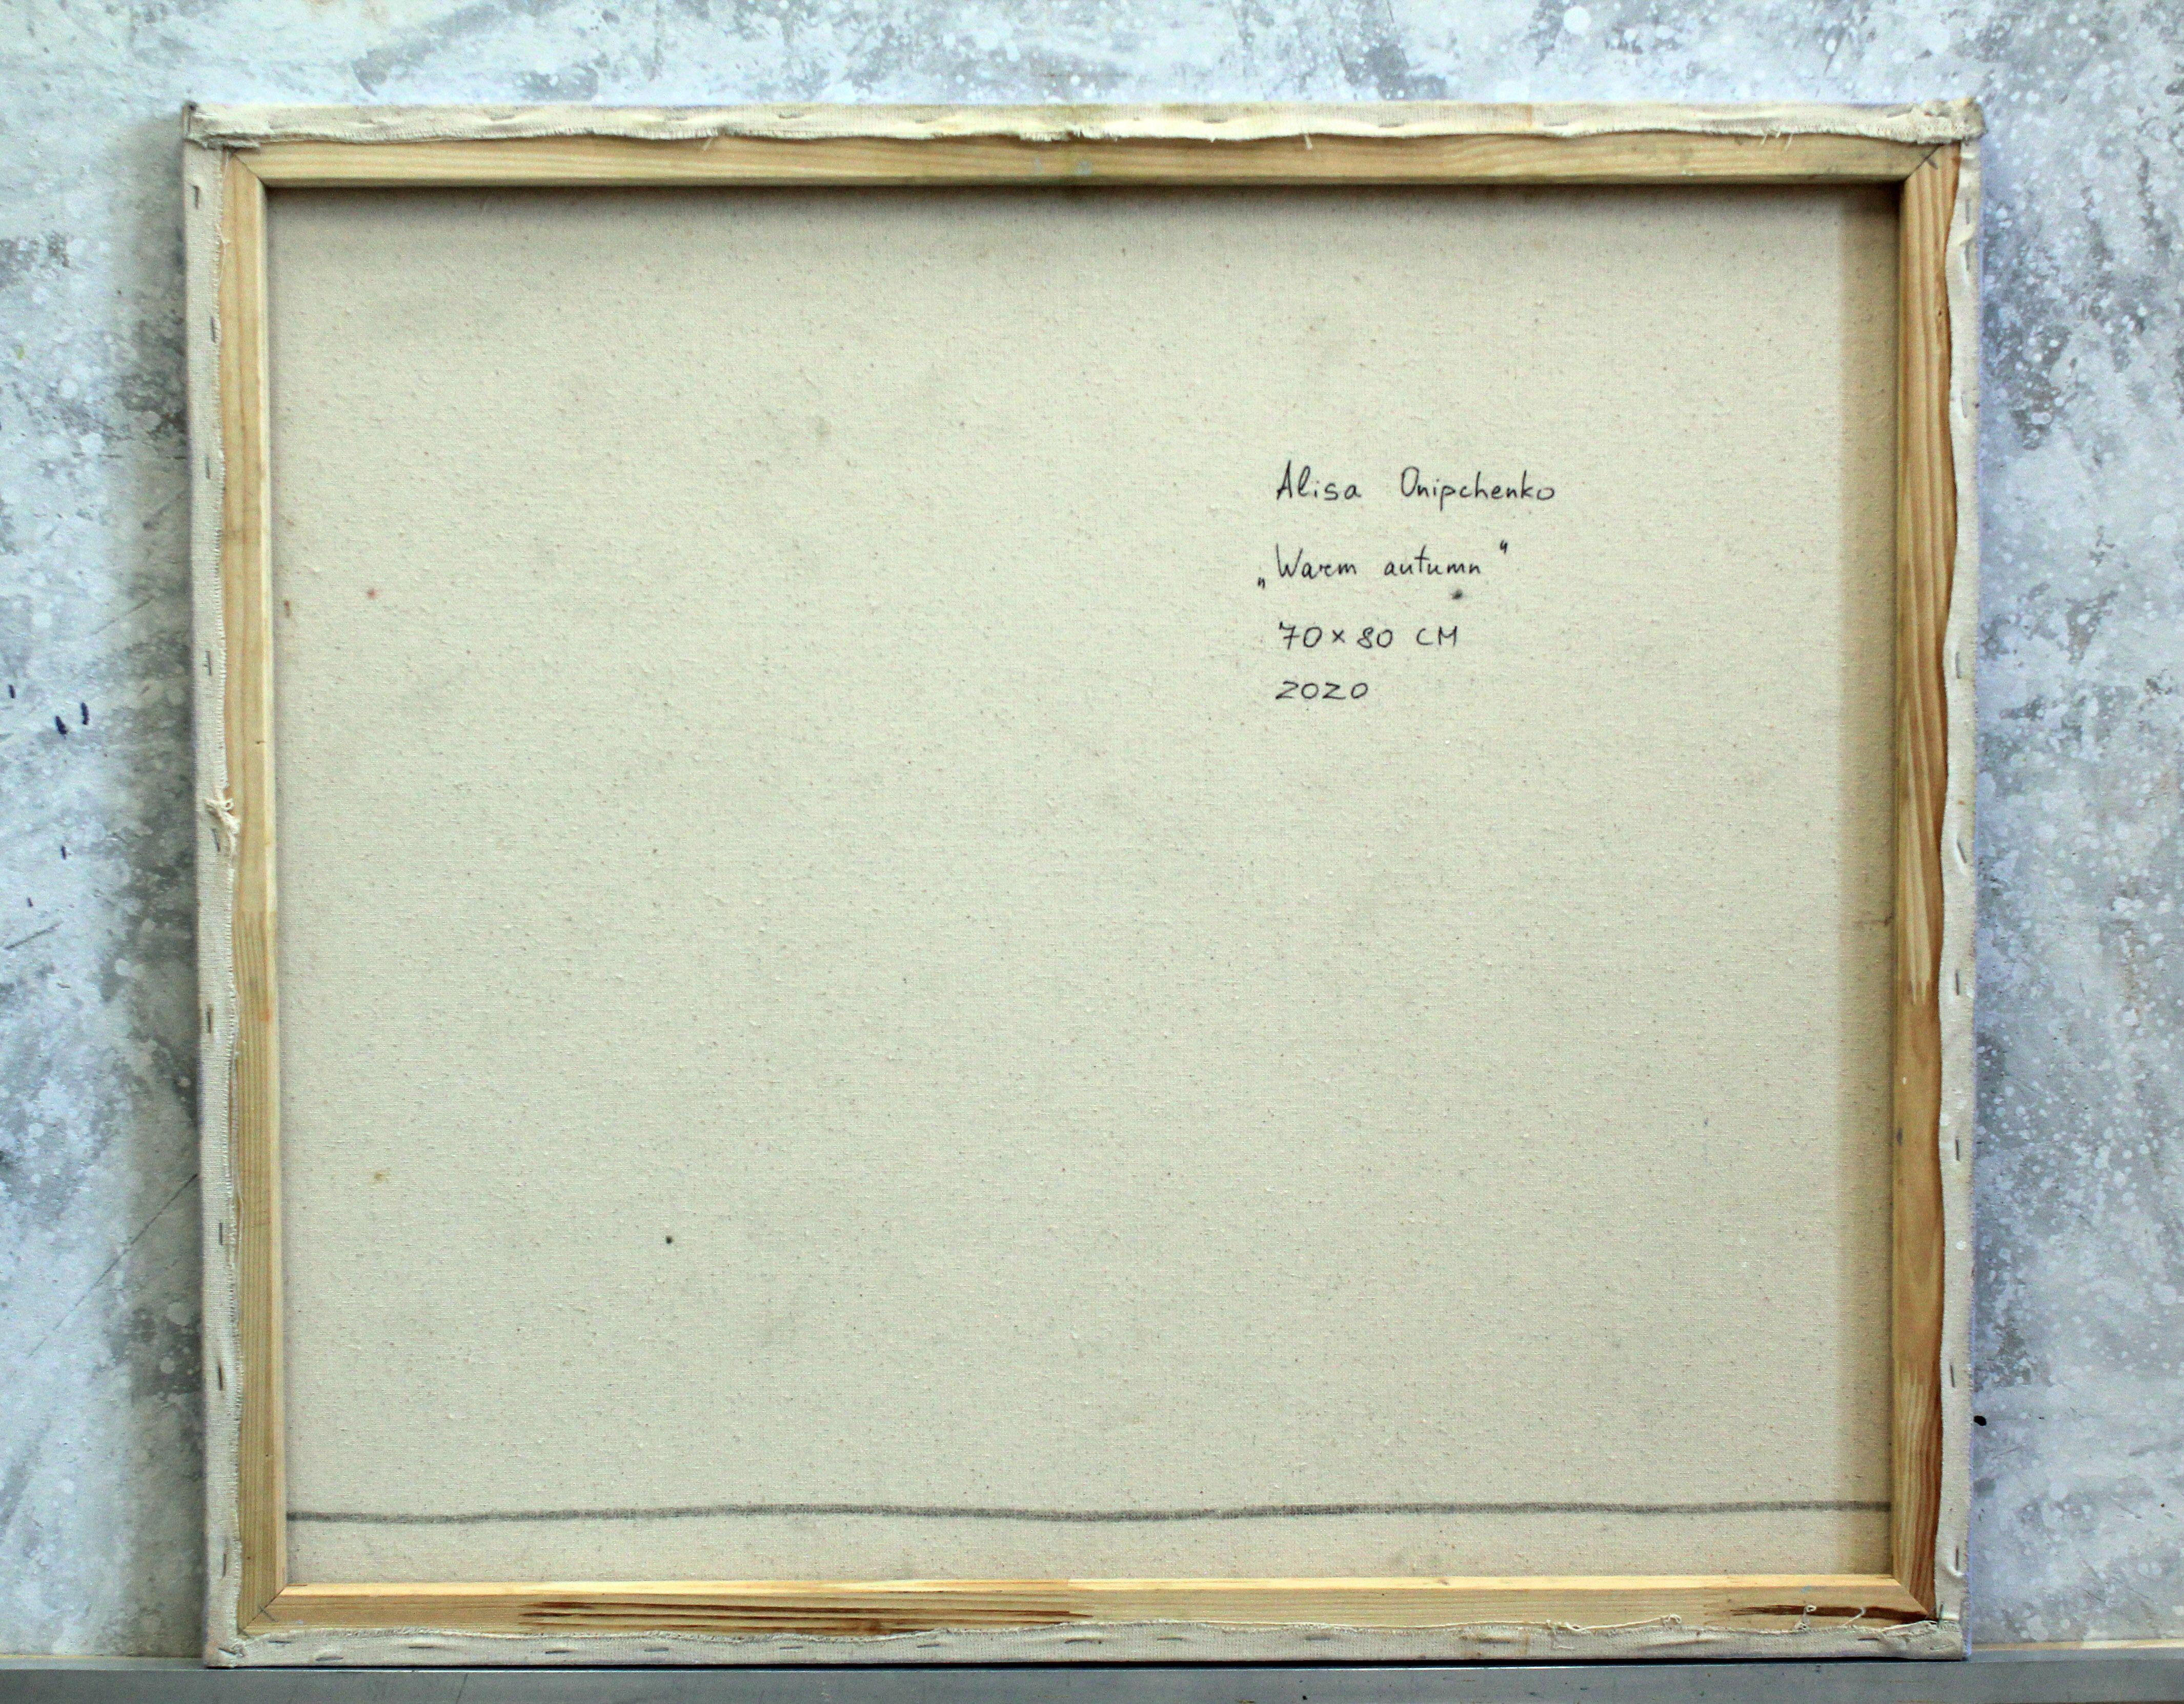 Alisa Onipchenko
„Warm autumn"
70×80 CM
2020